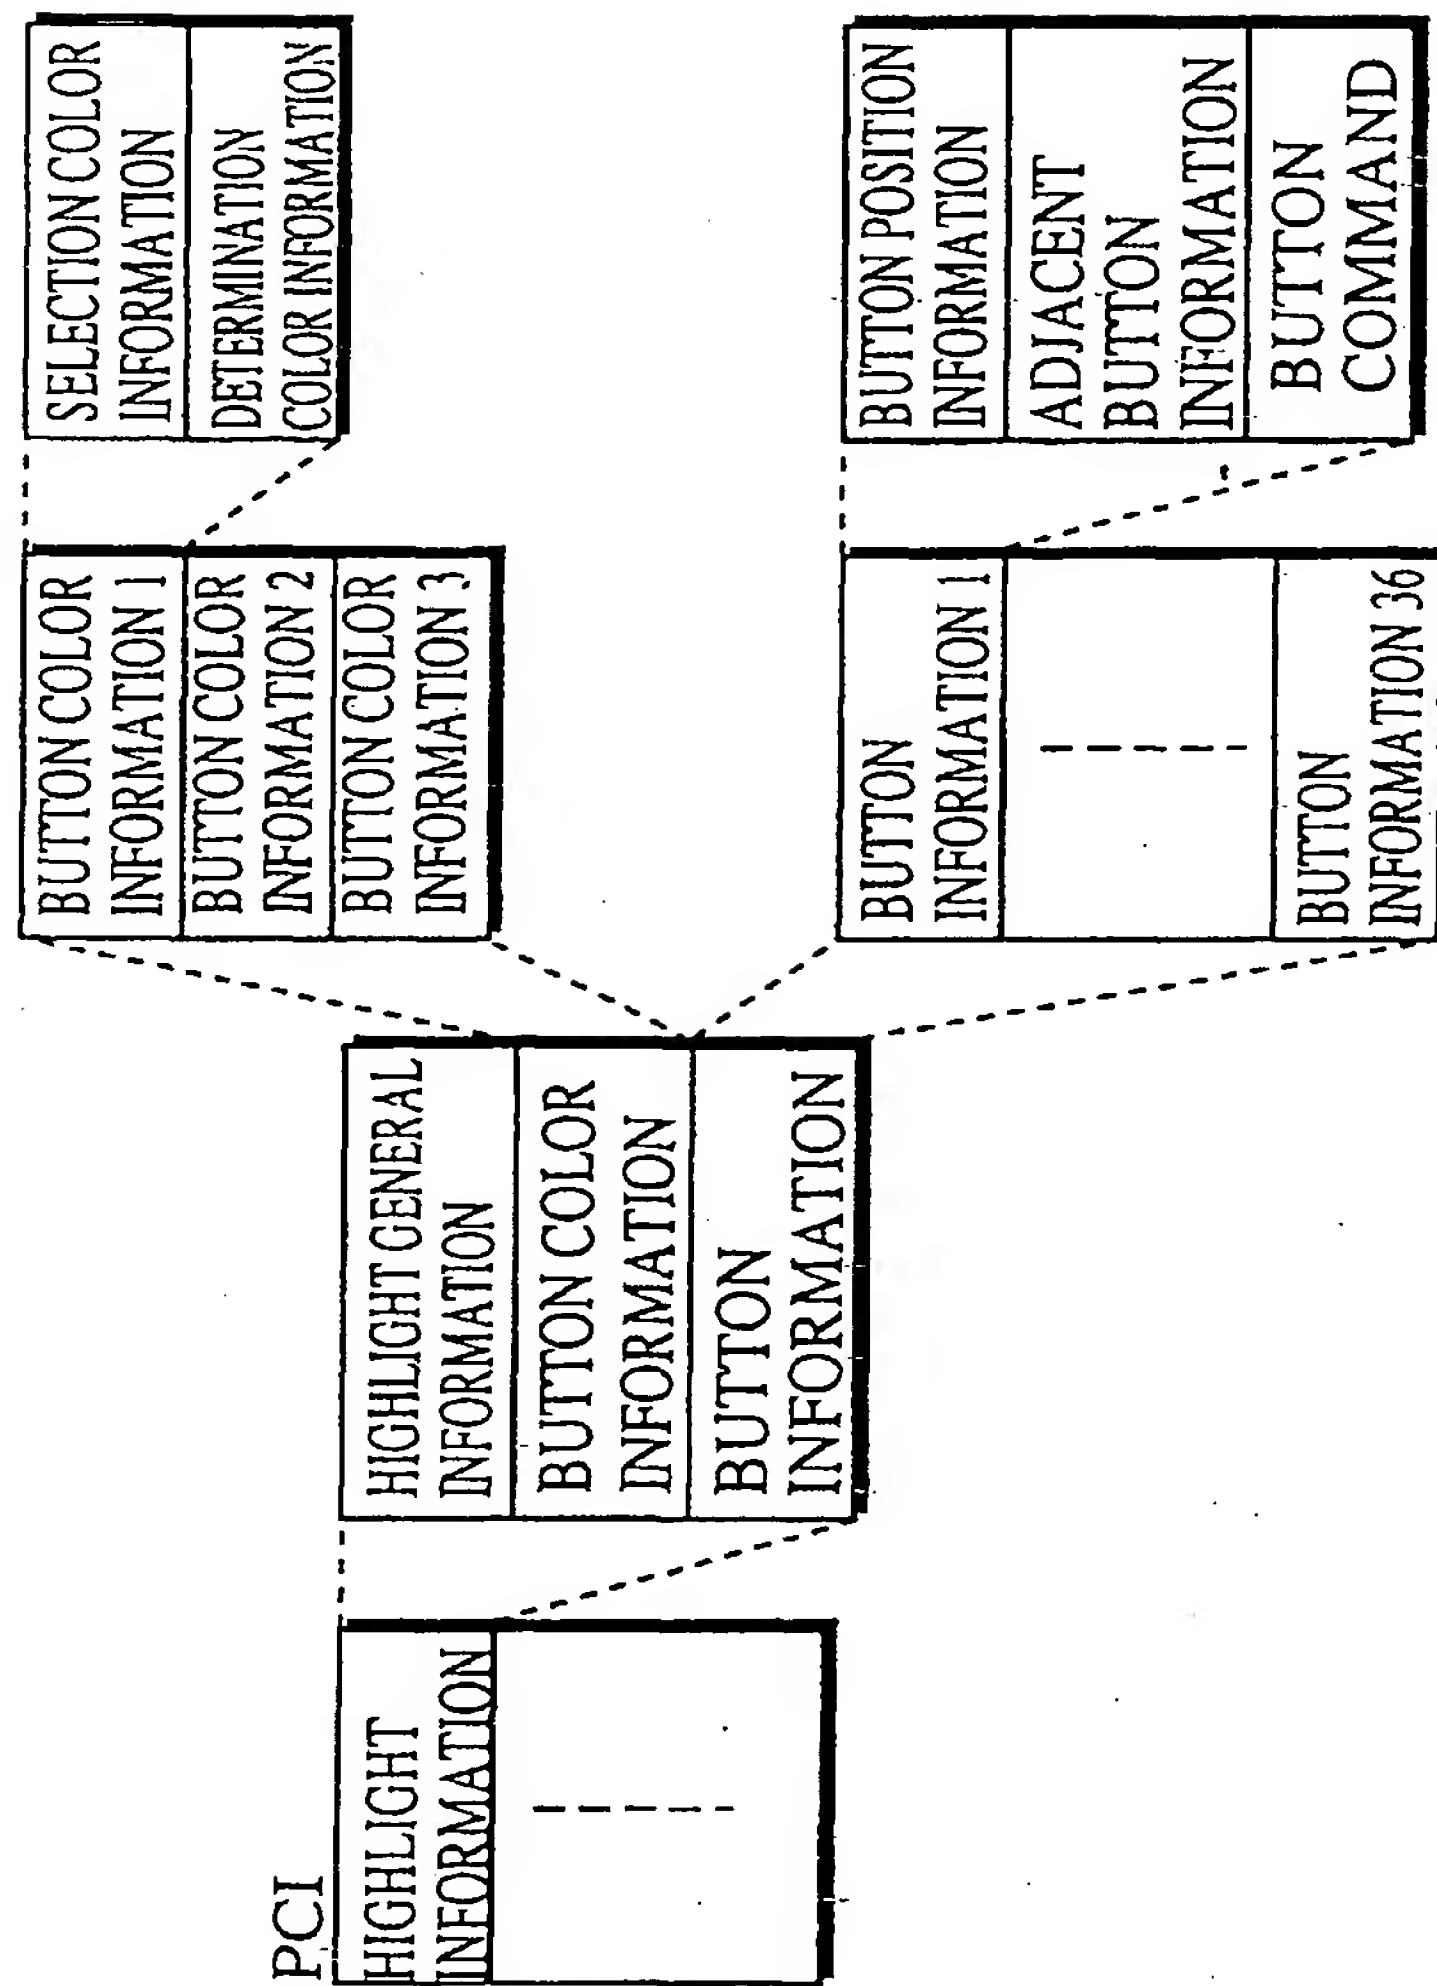 PCI
HIGHLIGHT
INFORMATION
HIGHLIGHT GENERAL
INFORMATION
BUTTON COLOR
INFORMATION
BUTTON
INFORMATION
BUTTON COLOR
INFORMATION 1
BUTTON COLOR
INFORMATION 2
BUTTON COLOR
INFORMATION 3
BUTTON
INFORMATION 1
BUTTON
INFORMATION 36
SELECTION COLOR
INFORMATION
DETERMINATION
COLOR INFORMATION
BUTTON POSITION
INFORMATION
ADJACENT
BUTTON
INFORMATION
BUTTON
COMMAND